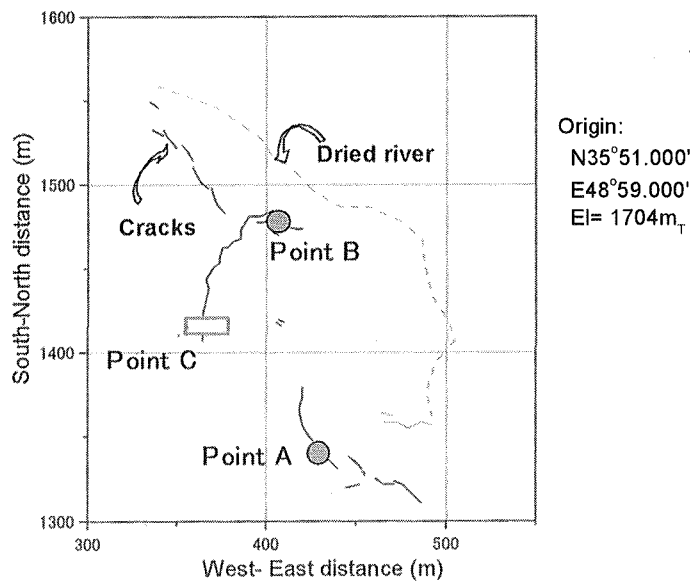 1600
1500
1400
1300
300
400
500
South-North distance (m)
West- East distance (m)
Dried river
Cracks
Point B
Point C
Point A
Origin:
N35°51.000'
E48°59.000'
El= 1704m